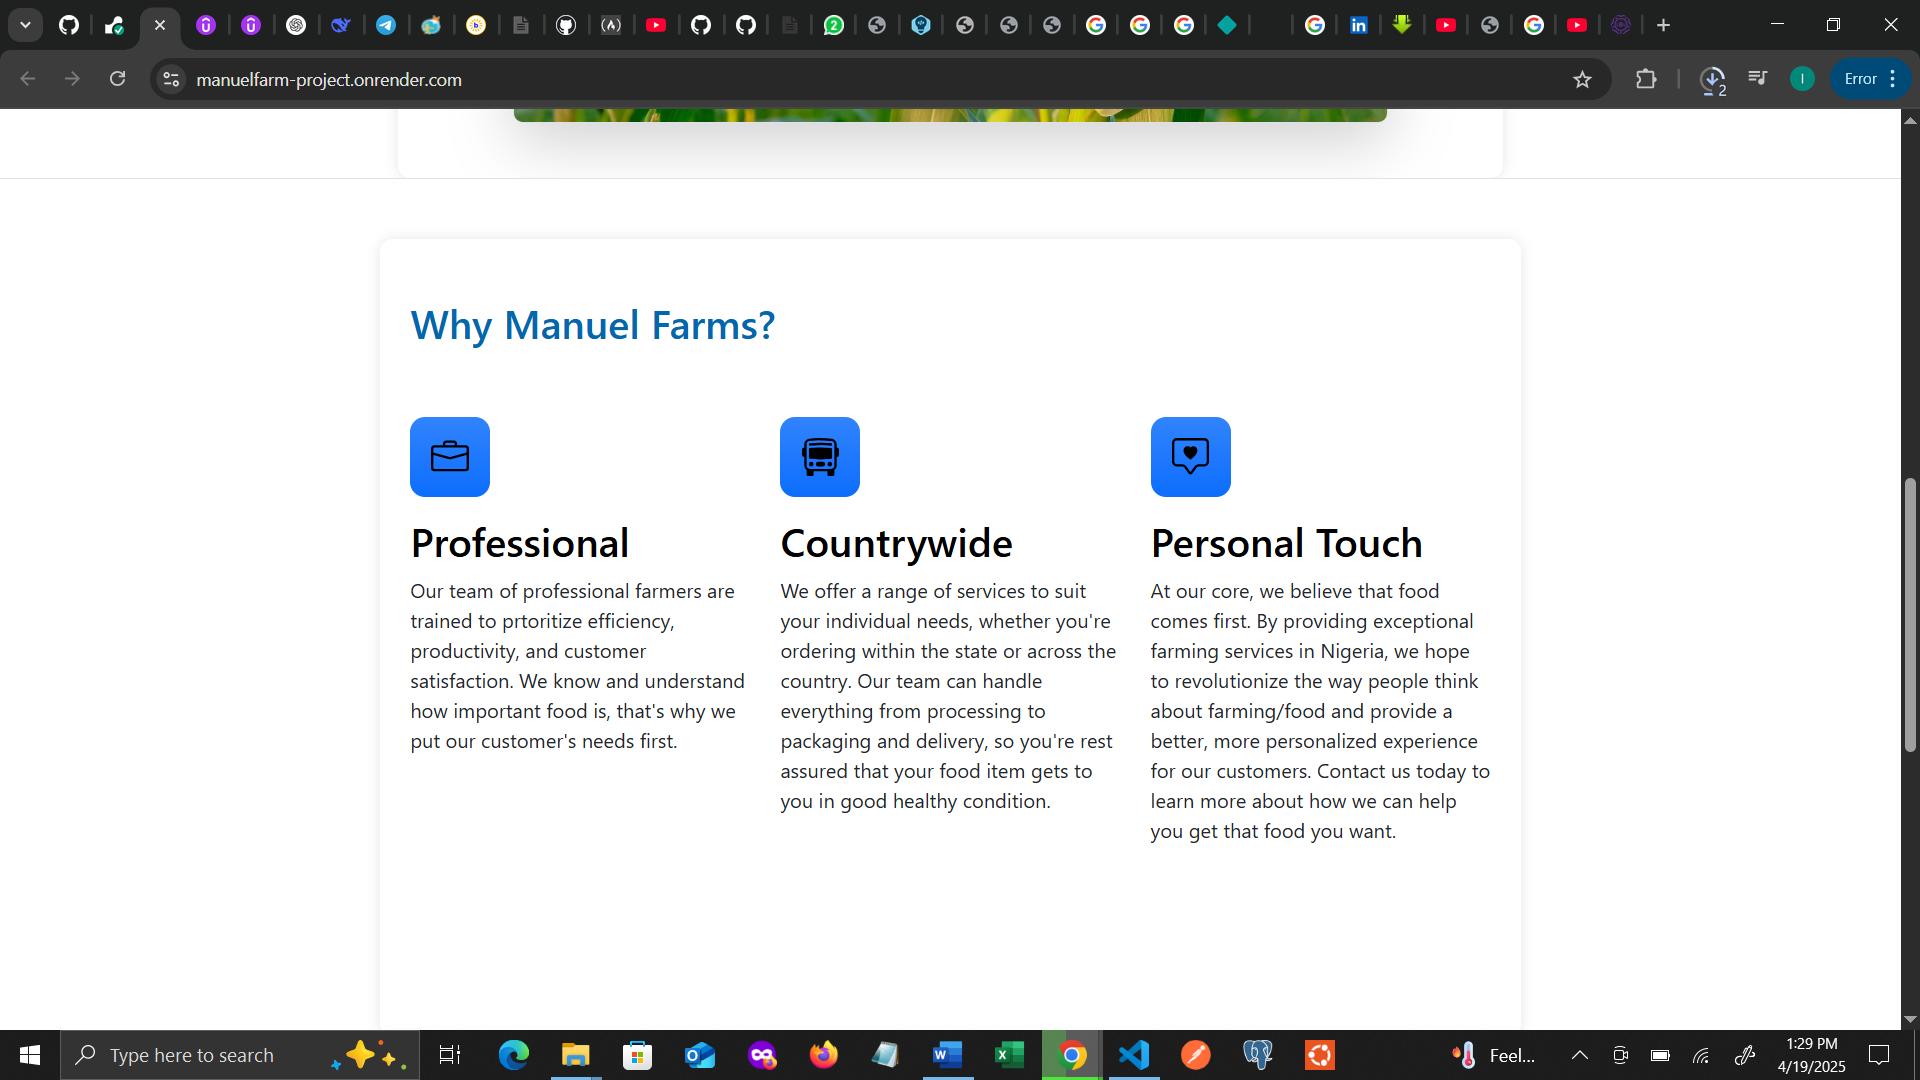 manuelfarm-project.onrender.com
2
2
I
Error
Why Manuel Farms?
Professional
Our team of professional farmers are
trained to prtoritize efficiency,
productivity, and customer
satisfaction. We know and understand
how important food is, that's why we
put our customer's needs first.
Countrywide
We offer a range of services to suit
your individual needs, whether you're
ordering within the state or across the
country. Our team can handle
everything from processing to
packaging and delivery, so you're rest
assured that your food item gets to
you in good healthy condition.
Personal Touch
At our core, we believe that food
comes first. By providing exceptional
farming services in Nigeria, we hope
to revolutionize the way people think
about farming/food and provide a
better, more personalized experience
for our customers. Contact us today to
learn more about how we can help
you get that food you want.
Type here to search
Feel...
1:29 PM
4/19/2025